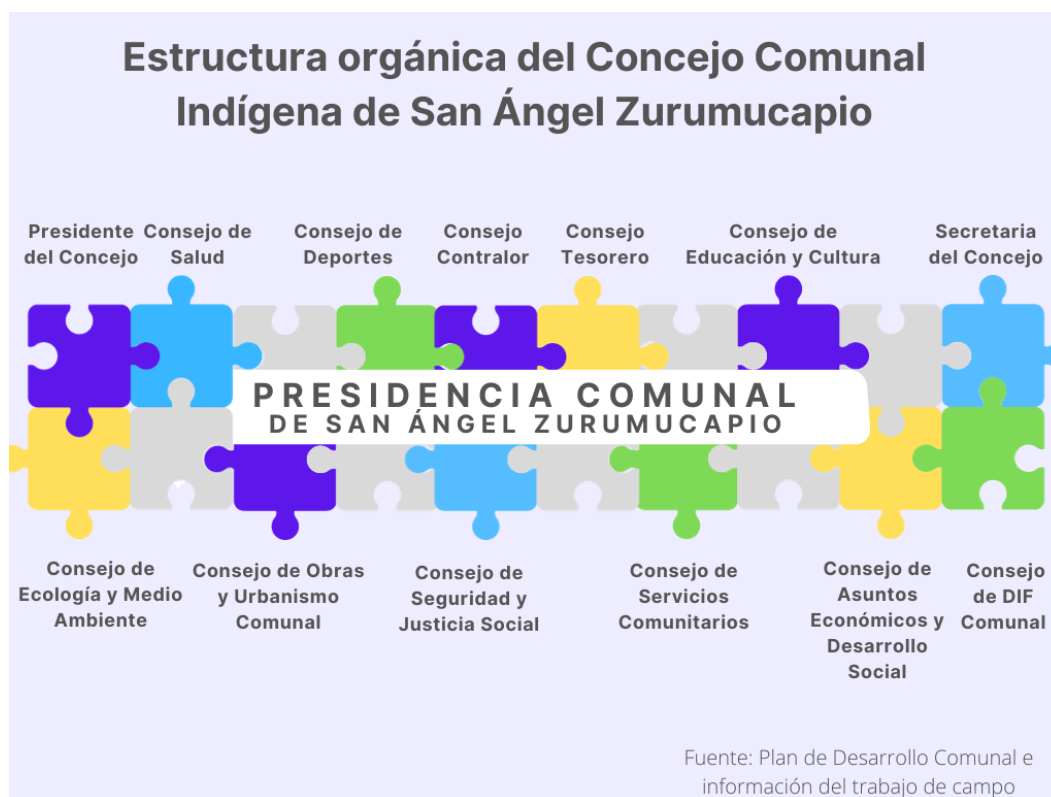 Estructura orgánica del Concejo Comunal
Indígena de San Ángel Zurumucapio
Presidente
del Concejo
Consejo de
Salud
Consejo de
Deportes
Consejo
Contralor
Consejo
Tesorero
Consejo de
Educación y Cultura
Secretaria
del Concejo
PRESIDENCIA COMUNAL
DE SAN ÁNGEL ZURUMUCAPIO
Consejo de
Ecología y Medio
Ambiente
Consejo de Obras
y Urbanismo
Comunal
Consejo de
Seguridad y
Justicia Social
Consejo de
Servicios
Comunitarios
Consejo de
Asuntos
Económicos y
Desarrollo
Social
Consejo
de DIF
Comunal
Fuente: Plan de Desarrollo Comunal e
información del trabajo de campo